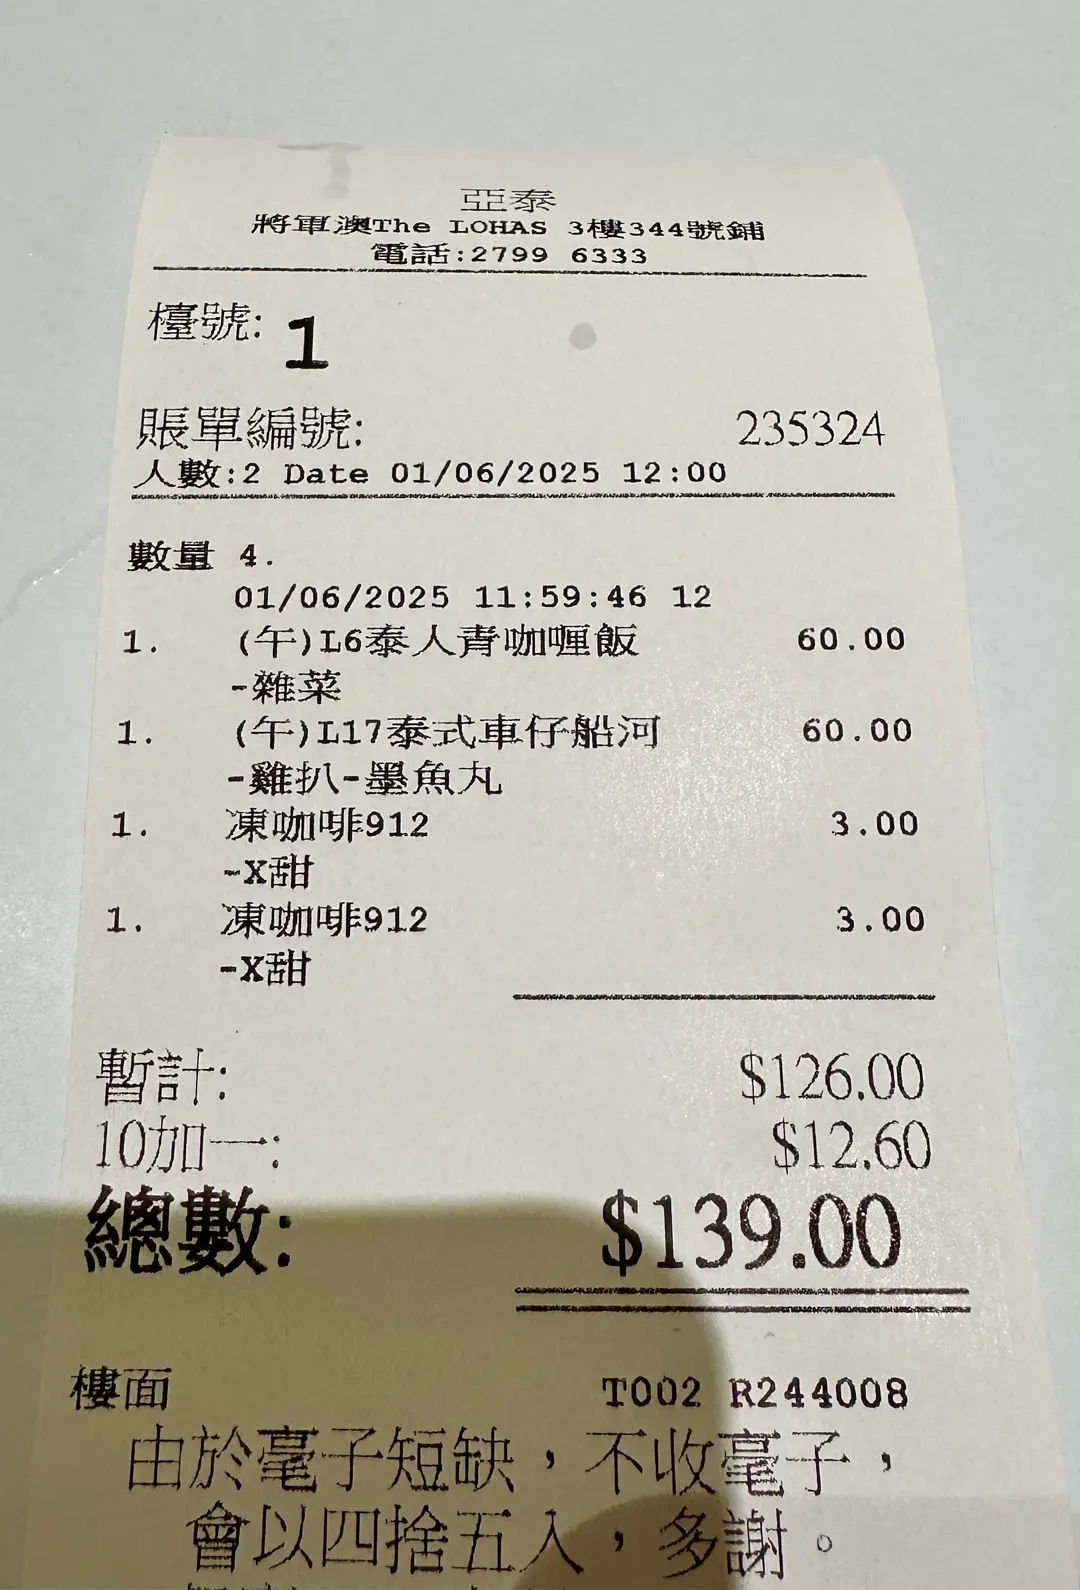 亞泰
將軍澳The LOHAS 3樓344號鋪
電話:2799 6333
檯號: 1
賬單編號: 235324
人數:2 Date 01/06/2025 12:00
數量 4.
01/06/2025 11:59:46 12
1. (午)L6泰人青咖喱飯 60.00
-雜菜
1. (午)L17泰式車仔船河 60.00
-雞扒-墨魚丸
1. 凍咖啡912 3.00
-X甜
1. 凍咖啡912 3.00
-X甜
暫計: $126.00
10加一: $12.60
總數: $139.00
樓面 T002 R244008
由於毫子短缺，不收毫子，
會以四捨五入，多謝。